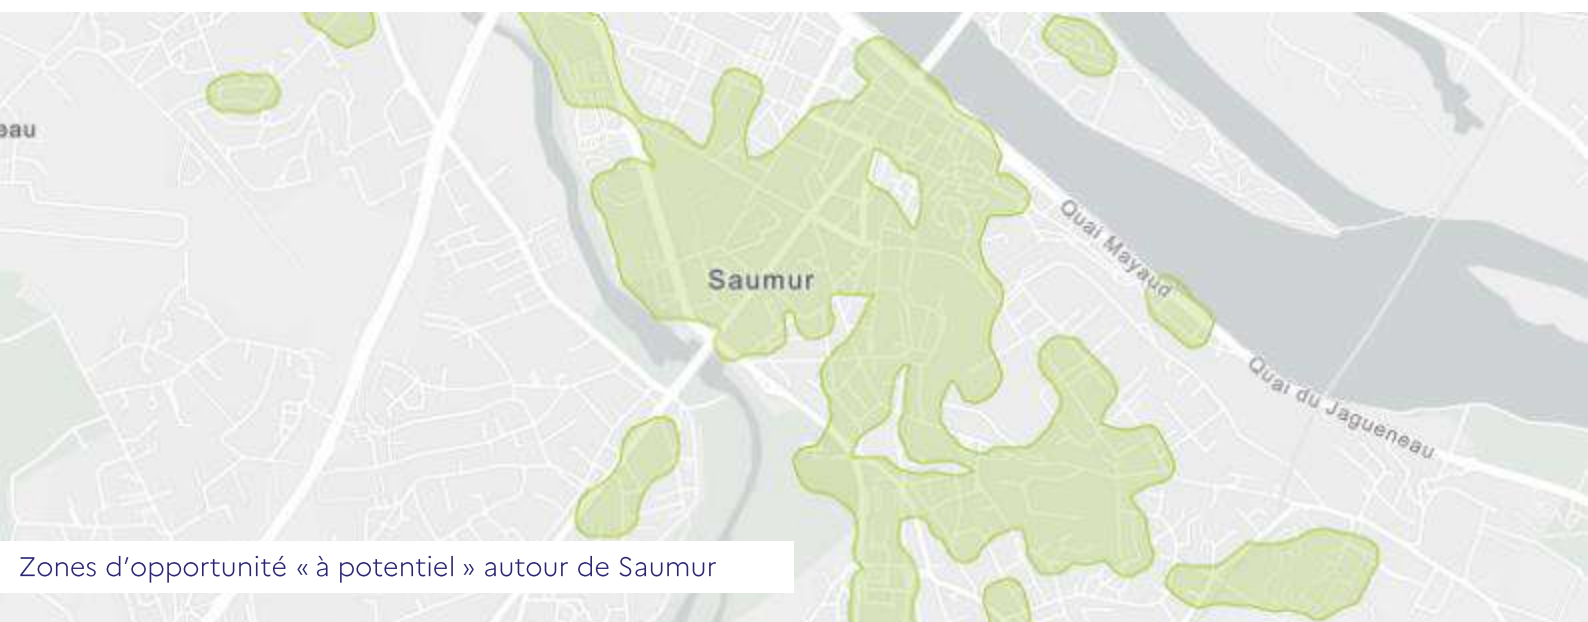 eau
Saumur
Quai Mayaud
Quai du Jagueneau
Zones d'opportunité « à potentiel » autour de Saumur